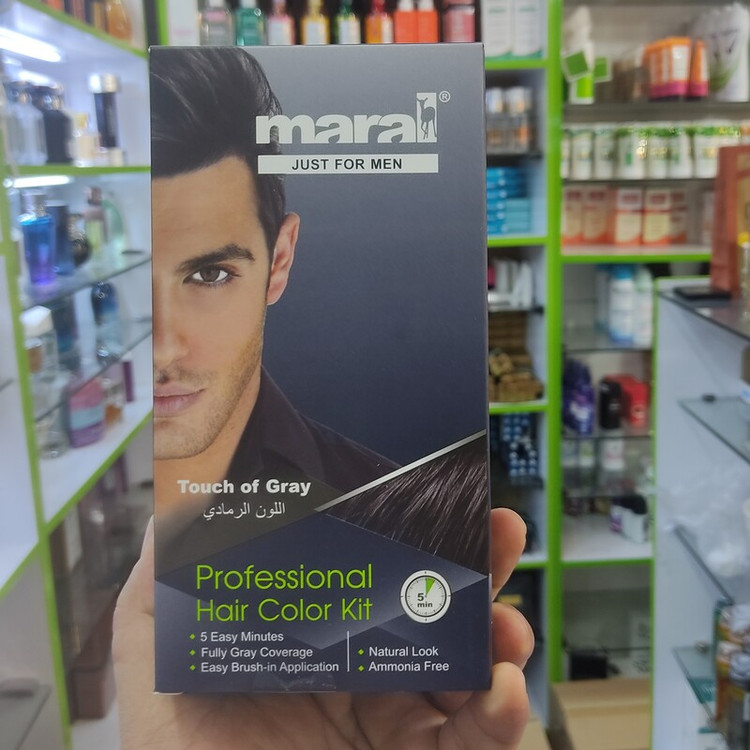 maral®
JUST FOR MEN
Touch of Gray
اللون الرمادي
Professional
Hair Color Kit
5
min
• 5 Easy Minutes
• Fully Gray Coverage
• Easy Brush-in Application
• Natural Look
• Ammonia Free